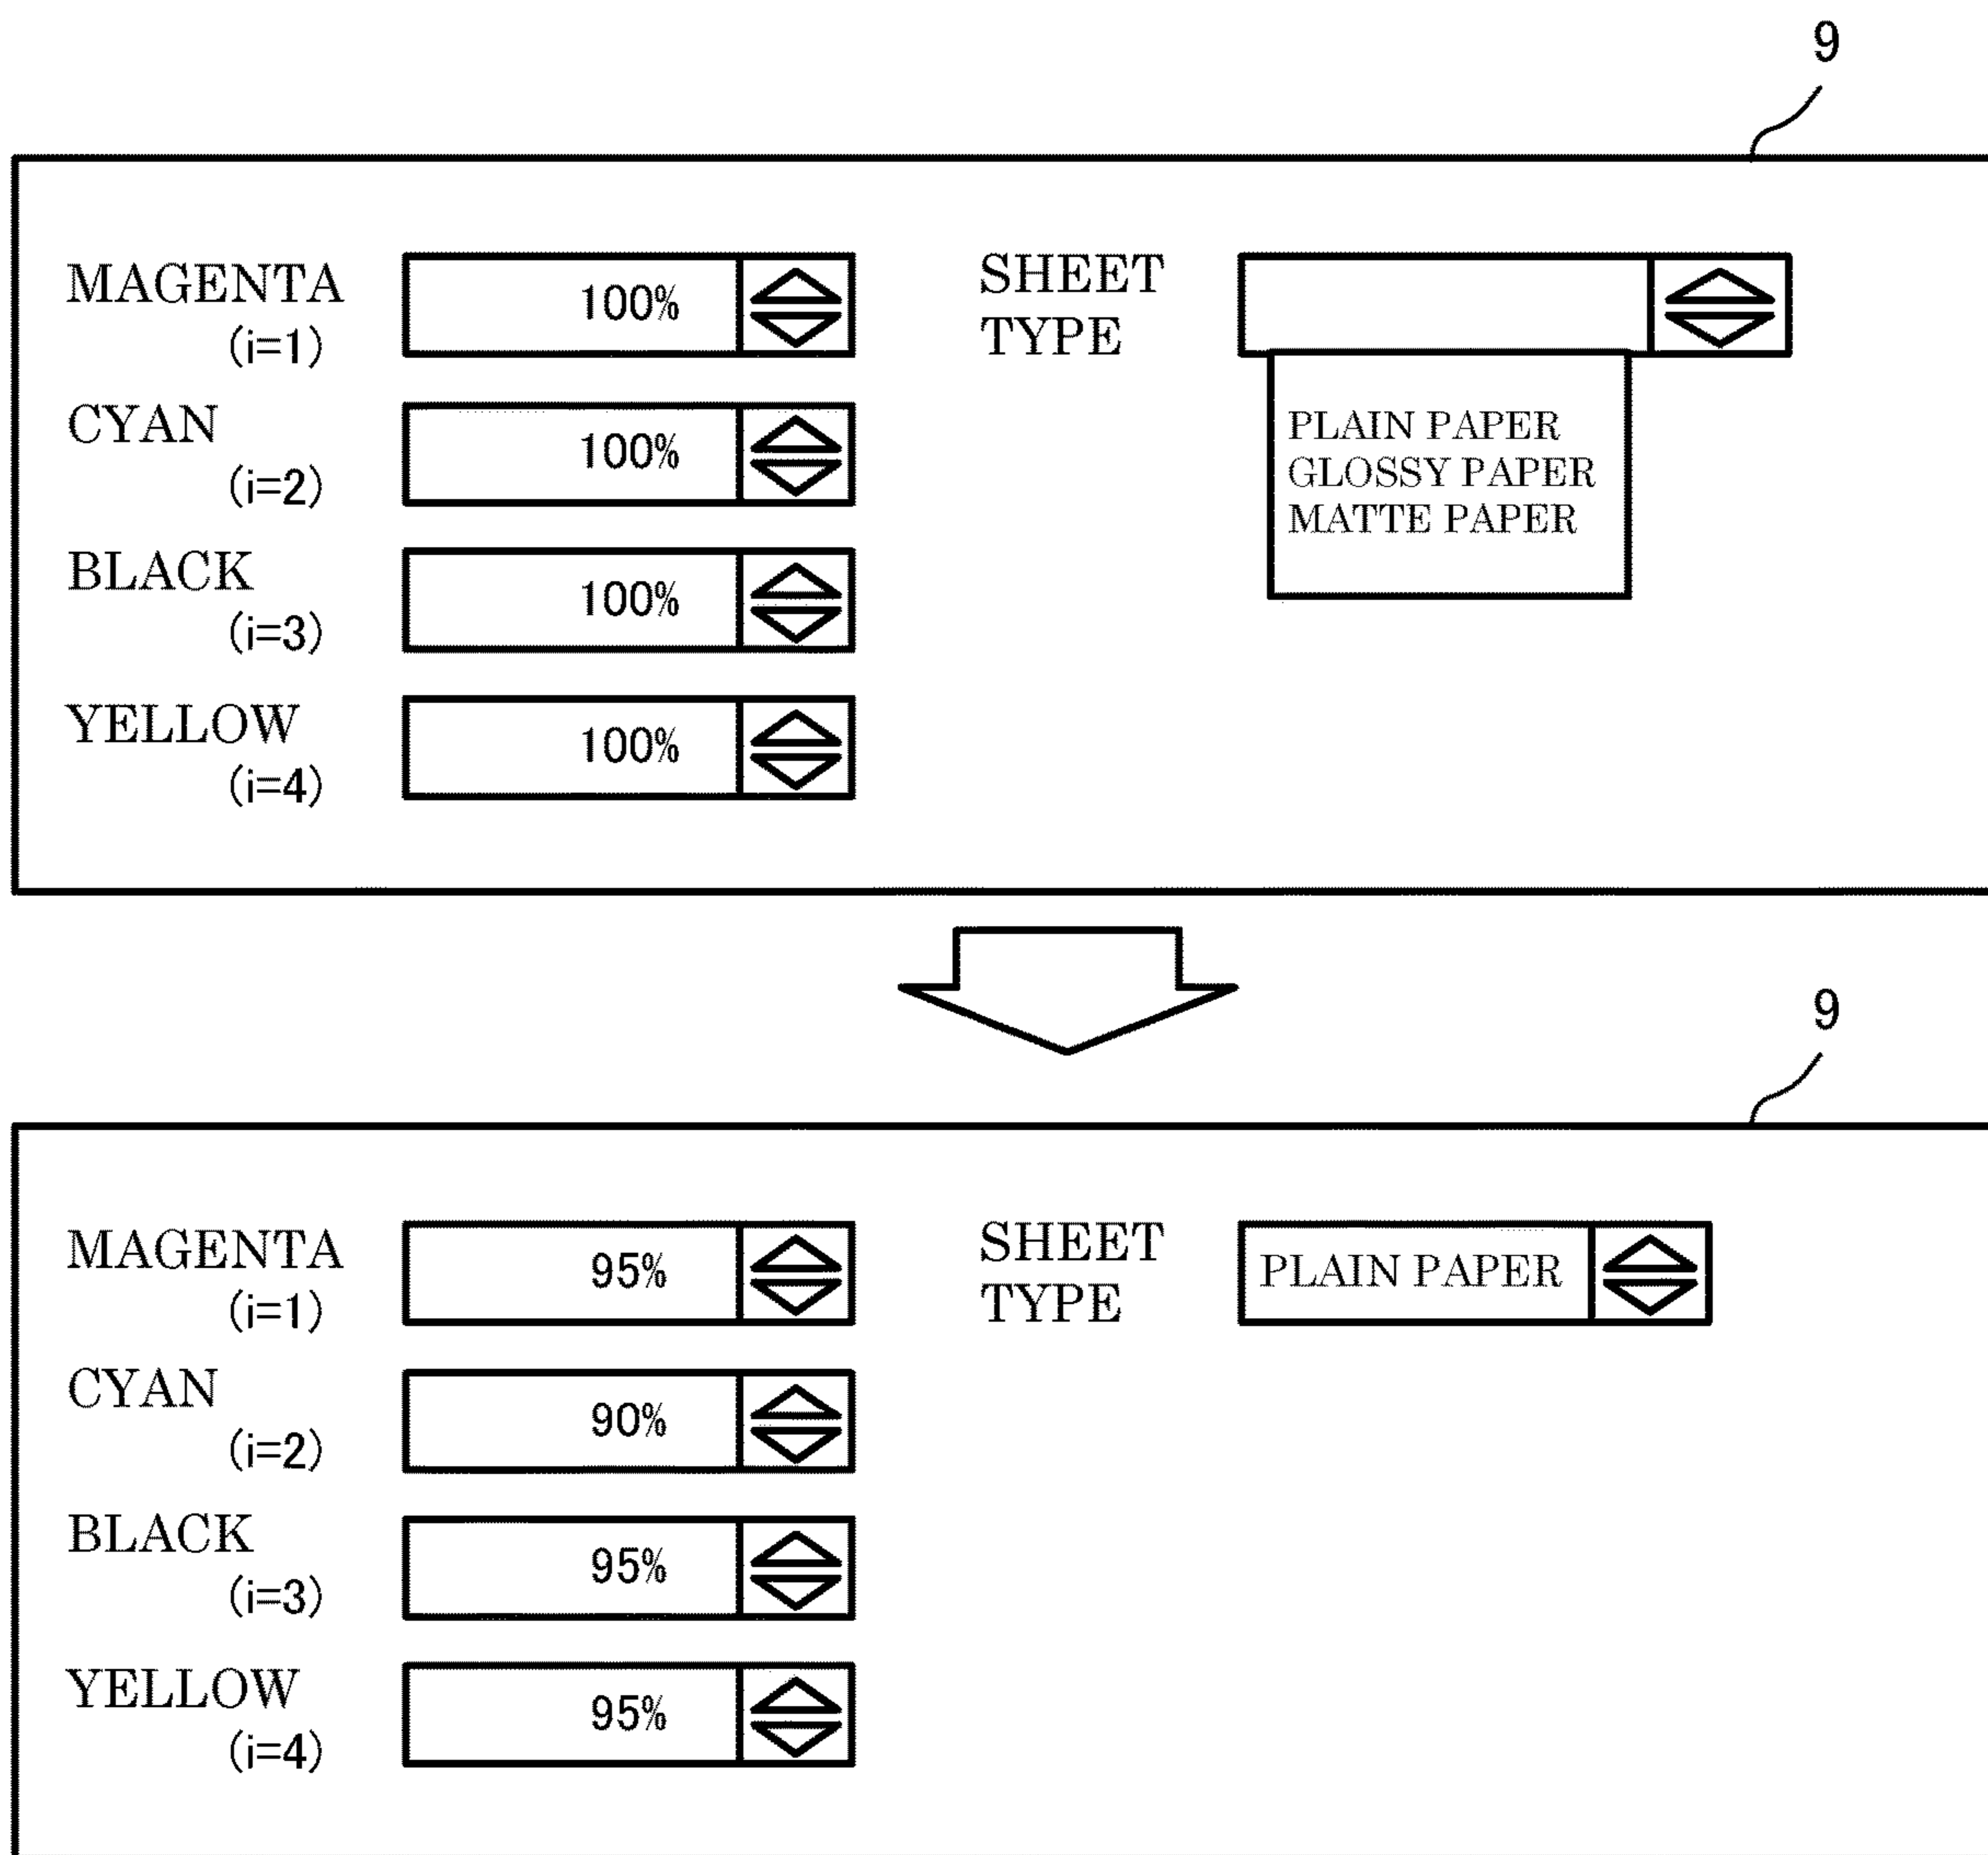 9
MAGENTA
(i=1)
100%
SHEET
TYPE
CYAN
(i=2)
100%
PLAIN PAPER
GLOSSY PAPER
MATTE PAPER
BLACK
(i=3)
100%
YELLOW
(i=4)
100%
9
MAGENTA
(i=1)
95%
SHEET
TYPE
PLAIN PAPER
CYAN
(i=2)
90%
BLACK
(i=3)
95%
YELLOW
(i=4)
95%